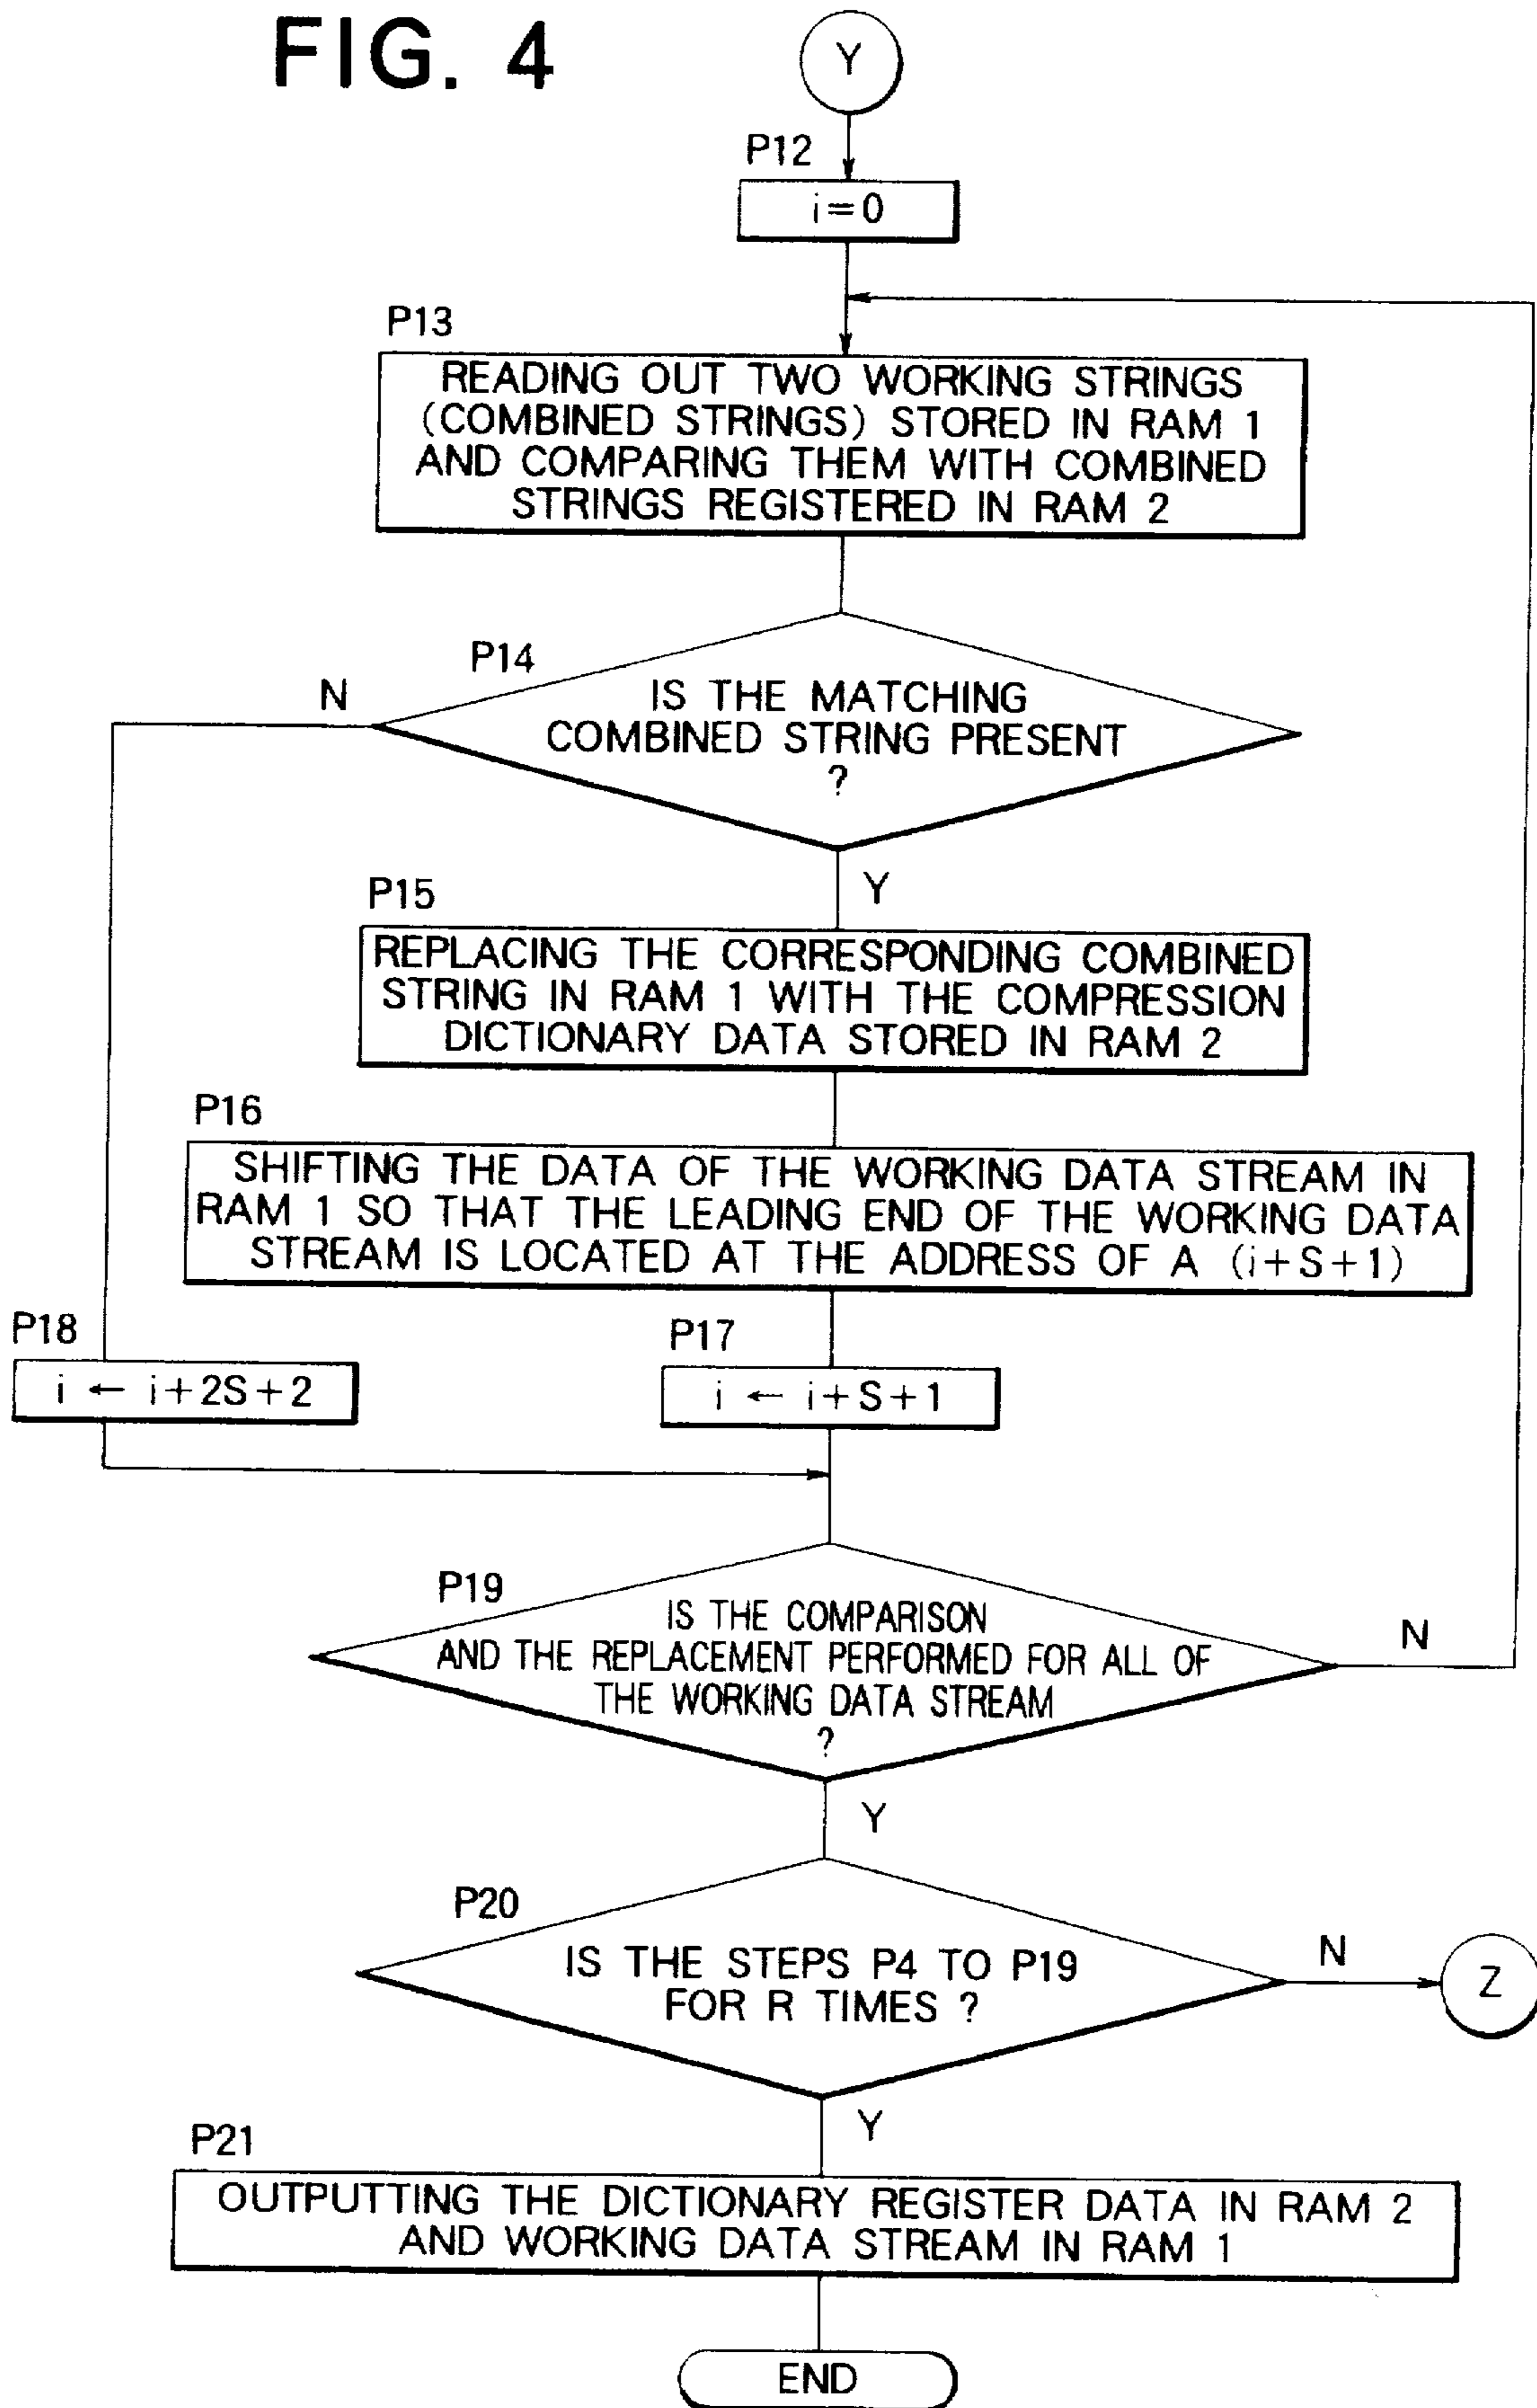 FIG. 4
Y
P12
i=0
P13
READING OUT TWO WORKING STRINGS
(COMBINED STRINGS) STORED IN RAM 1
AND COMPARING THEM WITH COMBINED
STRINGS REGISTERED IN RAM 2
P14
N
IS THE MATCHING
COMBINED STRING PRESENT
?
Y
P15
REPLACING THE CORRESPONDING COMBINED
STRING IN RAM 1 WITH THE COMPRESSION
DICTIONARY DATA STORED IN RAM 2
P16
SHIFTING THE DATA OF THE WORKING DATA STREAM IN
RAM 1 SO THAT THE LEADING END OF THE WORKING DATA
STREAM IS LOCATED AT THE ADDRESS OF A (i+S+1)
P18
i ← i+2S+2
P17
i ← i+S+1
P19
IS THE COMPARISON
AND THE REPLACEMENT PERFORMED FOR ALL OF
THE WORKING DATA STREAM
?
N
Y
P20
IS THE STEPS P4 TO P19
FOR R TIMES ?
N
Z
Y
P21
OUTPUTTING THE DICTIONARY REGISTER DATA IN RAM 2
AND WORKING DATA STREAM IN RAM 1
END